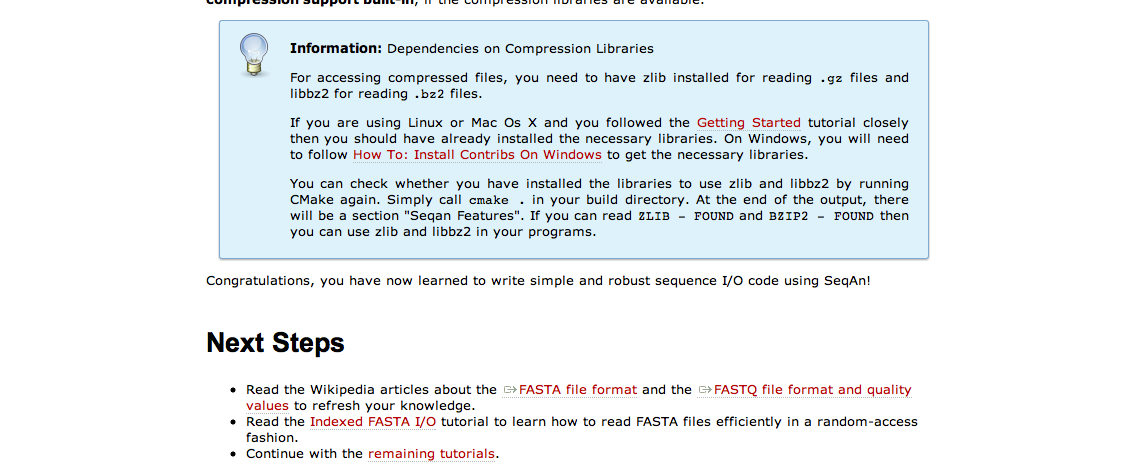 compression support built-in, if the compression libraries are available.
Information: Dependencies on Compression Libraries
For accessing compressed files, you need to have zlib installed for reading .gz files and
libbz2 for reading .bz2 files.
If you are using Linux or Mac Os X and you followed the Getting Started tutorial closely
then you should have already installed the necessary libraries. On Windows, you will need
to follow How To: Install Contribs On Windows to get the necessary libraries.
You can check whether you have installed the libraries to use zlib and libbz2 by running
CMake again. Simply call cmake . in your build directory. At the end of the output, there
will be a section "Seqan Features". If you can read ZLIB - FOUND and BZIP2 - FOUND then
you can use zlib and libbz2 in your programs.
Congratulations, you have now learned to write simple and robust sequence I/O code using SeqAn!
Next Steps
• Read the Wikipedia articles about the FASTA file format and the FASTQ file format and quality
values to refresh your knowledge.
• Read the Indexed FASTA I/O tutorial to learn how to read FASTA files efficiently in a random-access
fashion.
• Continue with the remaining tutorials.